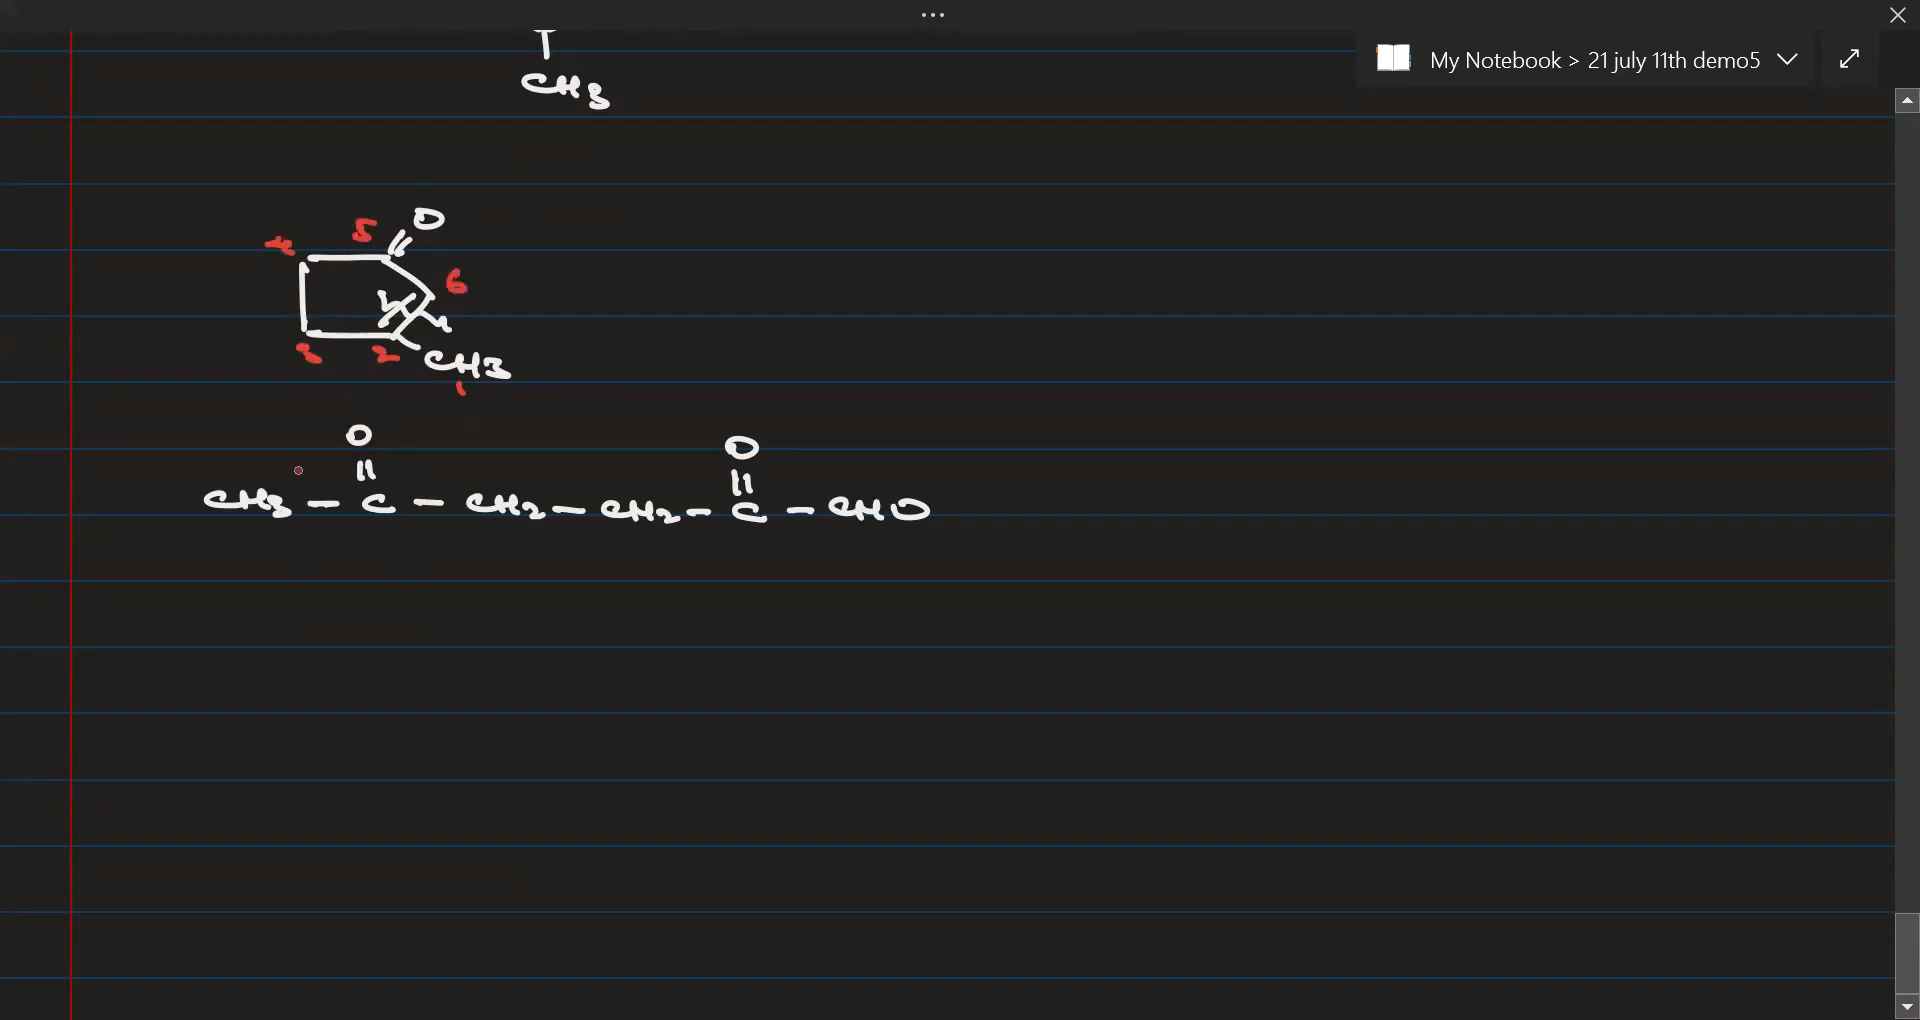 ...
My Notebook > 21 july 11th demo5
CH3
O
5
4
6
3 2
CH3
1
O O
CH3 - C - CH2 - CH2 - C - CHO